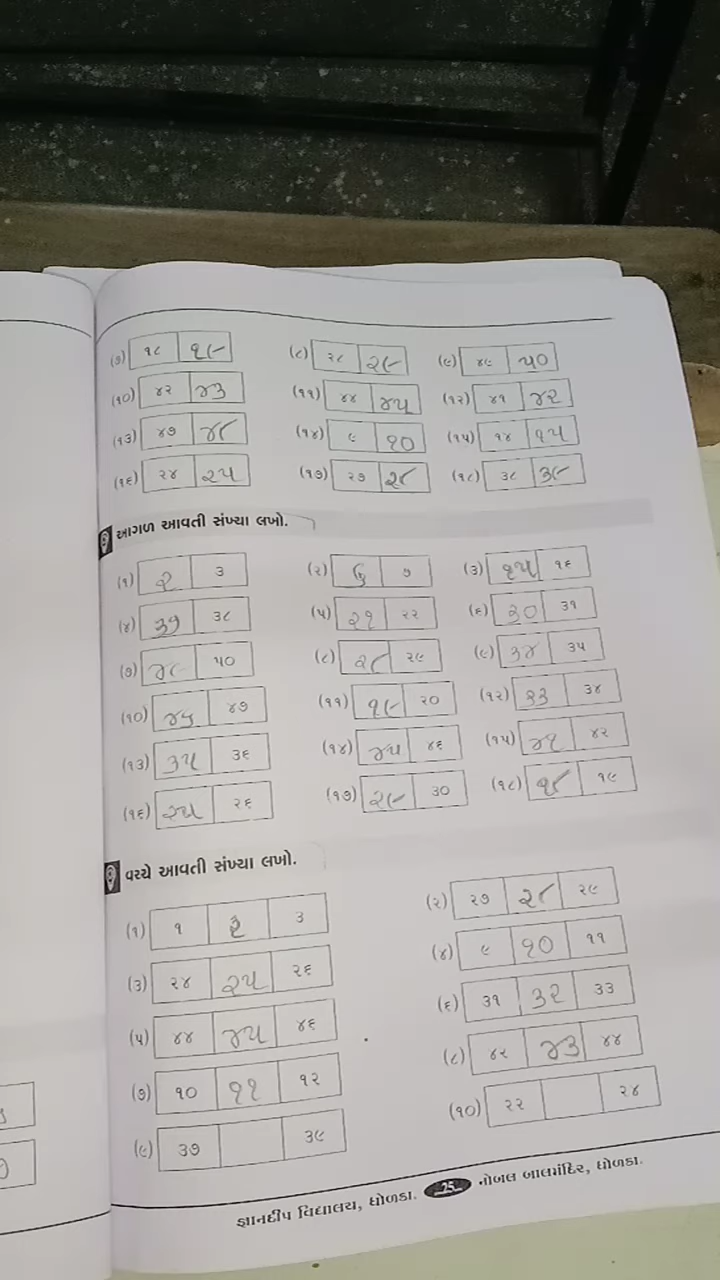 (૭) ૧૮ ૧૯ (૮) ૨૮ ૨૯ (૯) ૪૯ ૫૦
(૧૦) ૪૨ ૪૩ (૧૧) ૪૪ ૪૫ (૧૨) ૪૧ ૪૨
(૧૩) ૪૭ ૪૮ (૧૪) ૯ ૧૦ (૧૫) ૧૪ ૧૫
(૧૬) ૨૪ ૨૫ (૧૭) ૨૭ ૨૮ (૧૮) ૩૮ ૩૯
આગળ આવતી સંખ્યા લખો.
(૧) ૨ ૩ (૨) ૬ ૭ (૩) ૧૫ ૧૬
(૪) ૩૭ ૩૮ (૫) ૨૧ ૨૨ (૬) ૩૦ ૩૧
(૭) ૪૯ ૫૦ (૮) ૨૮ ૨૯ (૯) ૩૪ ૩૫
(૧૦) ૪૬ ૪૭ (૧૧) ૧૯ ૨૦ (૧૨) ૩૩ ૩૪
(૧૩) ૩૫ ૩૬ (૧૪) ૪૫ ૪૬ (૧૫) ૪૧ ૪૨
(૧૬) ૨૫ ૨૬ (૧૭) ૨૯ ૩૦ (૧૮) ૧૮ ૧૯
વચ્ચે આવતી સંખ્યા લખો.
(૧) ૧ ૨ ૩ (૨) ૨૭ ૨૮ ૨૯
(૩) ૨૪ ૨૫ ૨૬ (૪) ૯ ૧૦ ૧૧
(૫) ૪૪ ૪૫ ૪૬ (૬) ૩૧ ૩૨ ૩૩
(૭) ૧૦ ૧૧ ૧૨ (૮) ૪૨ ૪૩ ૪૪
(૯) ૩૭ ૩૯ (૧૦) ૨૨ ૨૪
જ્ઞાનદીપ વિદ્યાલય, ધોળકા. 25 નોબલ બાલમંદિર, ધોળકા.